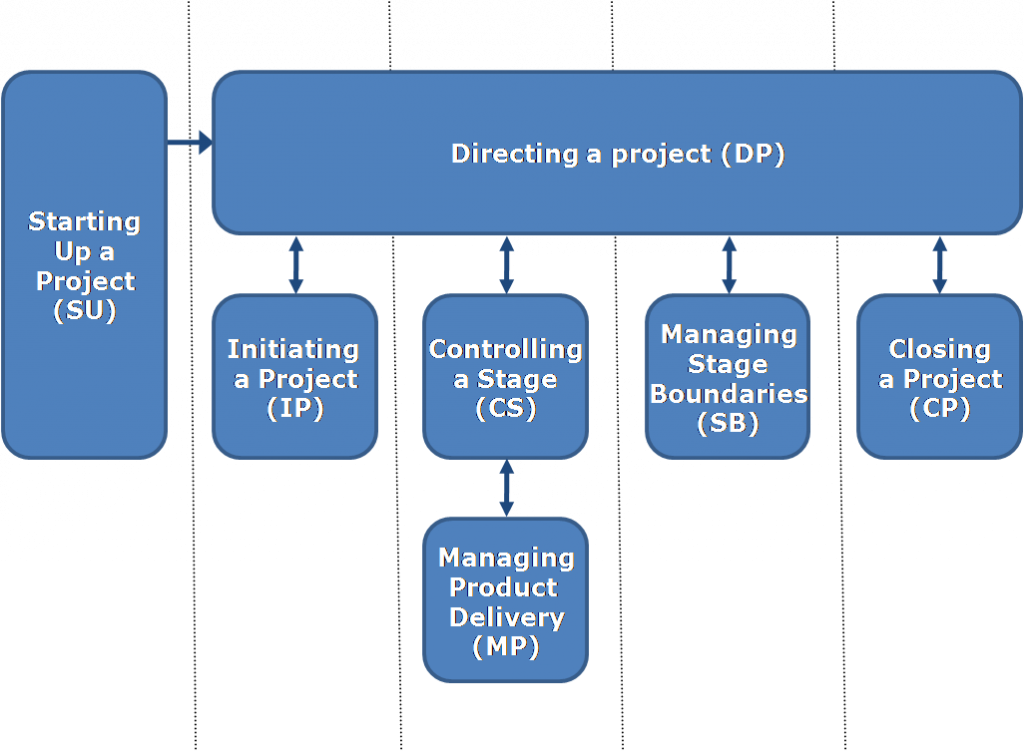 Directing a project (DP)
Starting
Up a
Project
(SU)
Initiating
a Project
(IP)
Controlling
a Stage
(CS)
Managing
Stage
Boundaries
(SB)
Closing
a Project
(CP)
Managing
Product
Delivery
(MP)